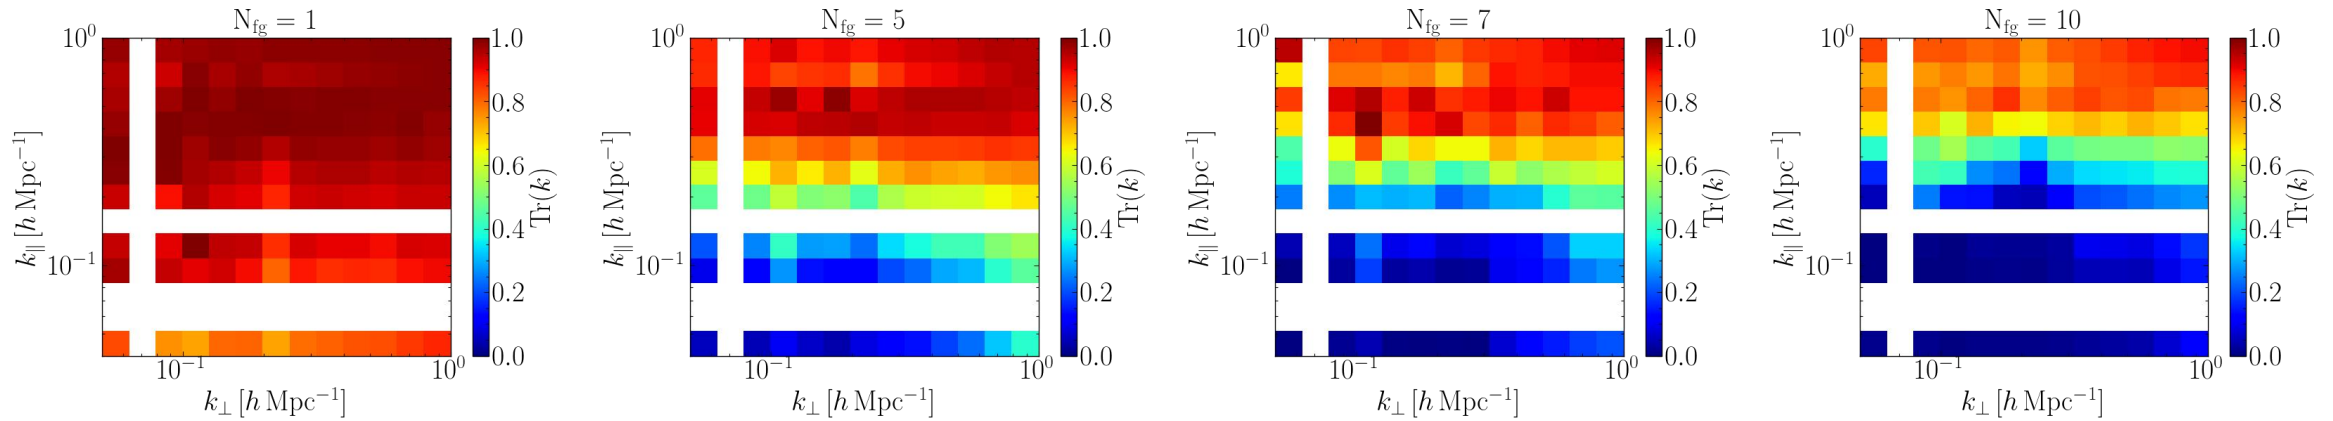 N_fg = 1
10^0
10^−1
k_∥ [h Mpc^−1]
10^−1
10^0
k_⊥ [h Mpc^−1]
1.0
0.8
0.6
0.4
0.2
0.0
Tr(k)
N_fg = 5
10^0
10^−1
k_∥ [h Mpc^−1]
10^−1
10^0
k_⊥ [h Mpc^−1]
1.0
0.8
0.6
0.4
0.2
0.0
Tr(k)
N_fg = 7
10^0
10^−1
k_∥ [h Mpc^−1]
10^−1
10^0
k_⊥ [h Mpc^−1]
1.0
0.8
0.6
0.4
0.2
0.0
Tr(k)
N_fg = 10
10^0
10^−1
k_∥ [h Mpc^−1]
10^−1
10^0
k_⊥ [h Mpc^−1]
1.0
0.8
0.6
0.4
0.2
0.0
Tr(k)